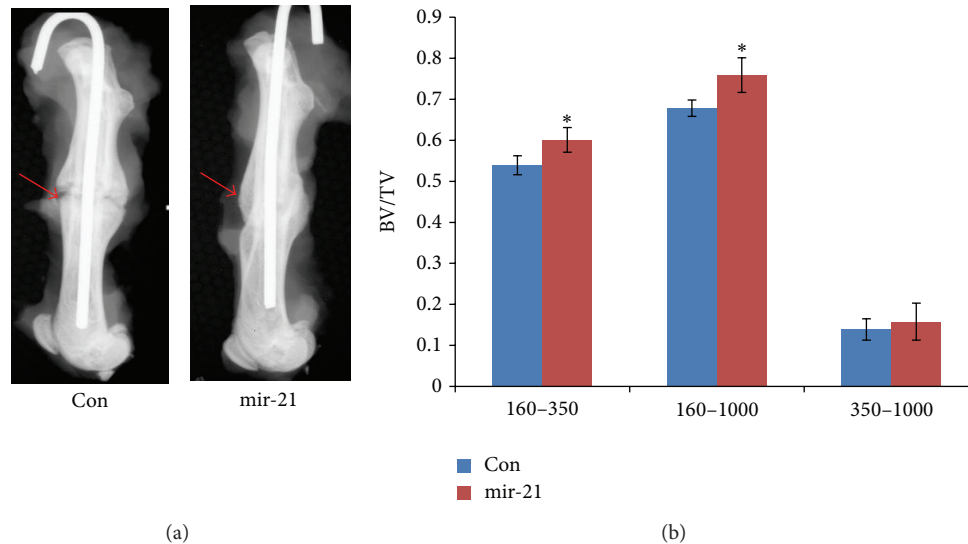 Con
mir-21
(a)
BV/TV
0.9
0.8
0.7
0.6
0.5
0.4
0.3
0.2
0.1
0
*
*
160–350
160–1000
350–1000
Con
mir-21
(b)